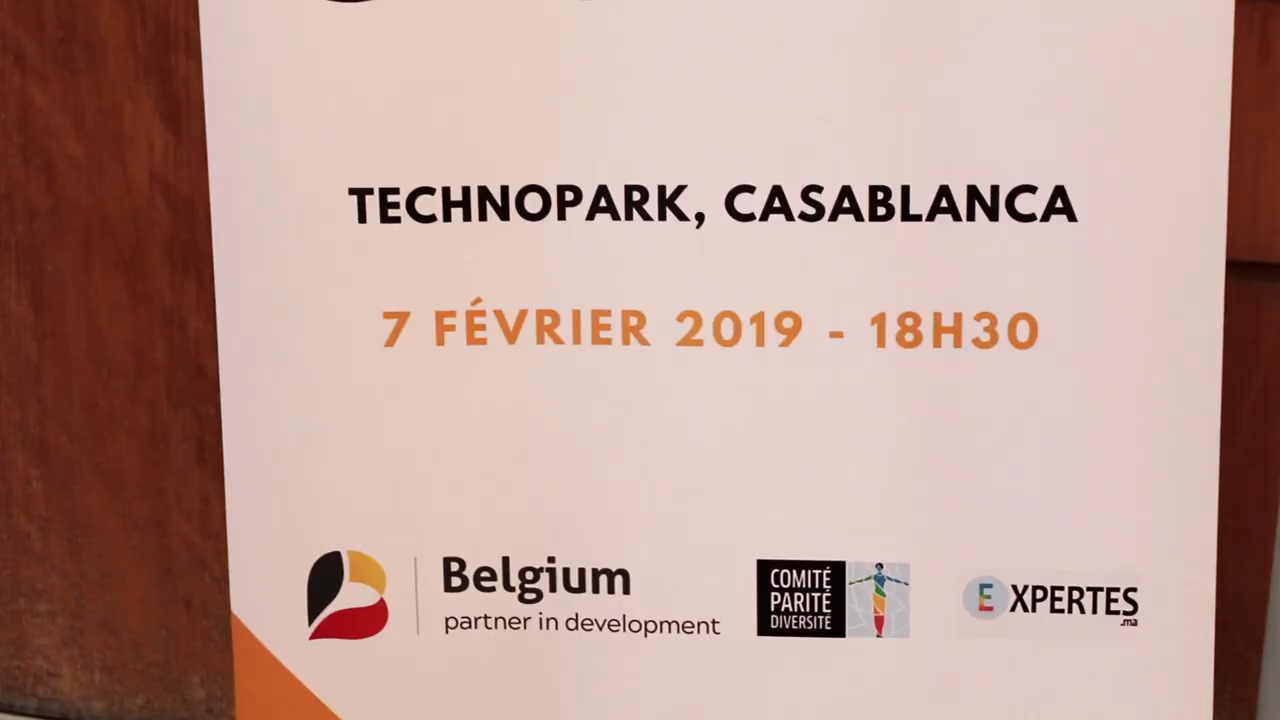 TECHNOPARK, CASABLANCA
7 FÉVRIER 2019 - 18H30
Belgium
partner in development
COMITÉ
PARITÉ
DIVERSITÉ
EXPERTES
.ma